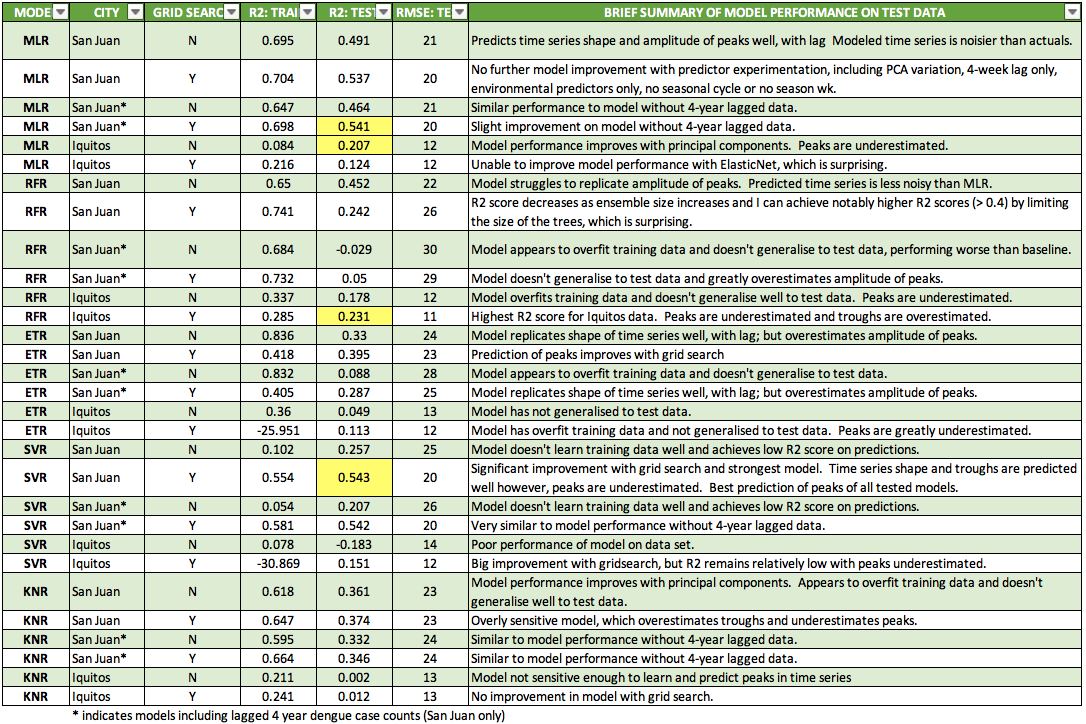 MODE CITY GRID SEARC R2: TRAI R2: TEST RMSE: TE BRIEF SUMMARY OF MODEL PERFORMANCE ON TEST DATA
MLR San Juan N 0.695 0.491 21 Predicts time series shape and amplitude of peaks well, with lag Modeled time series is noisier than actuals.
MLR San Juan Y 0.704 0.537 20 No further model improvement with predictor experimentation, including PCA variation, 4-week lag only,
environmental predictors only, no seasonal cycle or no season wk.
MLR San Juan* N 0.647 0.464 21 Similar performance to model without 4-year lagged data.
MLR San Juan* Y 0.698 0.541 20 Slight improvement on model without 4-year lagged data.
MLR Iquitos N 0.084 0.207 12 Model performance improves with principal components. Peaks are underestimated.
MLR Iquitos Y 0.216 0.124 12 Unable to improve model performance with ElasticNet, which is surprising.
RFR San Juan N 0.65 0.452 22 Model struggles to replicate amplitude of peaks. Predicted time series is less noisy than MLR.
RFR San Juan Y 0.741 0.242 26 R2 score decreases as ensemble size increases and I can achieve notably higher R2 scores (> 0.4) by limiting
the size of the trees, which is surprising.
RFR San Juan* N 0.684 -0.029 30 Model appears to overfit training data and doesn't generalise to test data, performing worse than baseline.
RFR San Juan* Y 0.732 0.05 29 Model doesn't generalise to test data and greatly overestimates amplitude of peaks.
RFR Iquitos N 0.337 0.178 12 Model overfits training data and doesn't generalise well to test data. Peaks are underestimated.
RFR Iquitos Y 0.285 0.231 11 Highest R2 score for Iquitos data. Peaks are underestimated and troughs are overestimated.
ETR San Juan N 0.836 0.33 24 Model replicates shape of time series well, with lag; but overestimates amplitude of peaks.
ETR San Juan Y 0.418 0.395 23 Prediction of peaks improves with grid search
ETR San Juan* N 0.832 0.088 28 Model appears to overfit training data and doesn't generalise to test data.
ETR San Juan* Y 0.405 0.287 25 Model replicates shape of time series well, with lag; but overestimates amplitude of peaks.
ETR Iquitos N 0.36 0.049 13 Model has not generalised to test data.
ETR Iquitos Y -25.951 0.113 12 Model has overfit training data and not generalised to test data. Peaks are greatly underestimated.
SVR San Juan N 0.102 0.257 25 Model doesn't learn training data well and achieves low R2 score on predictions.
SVR San Juan Y 0.554 0.543 20 Significant improvement with grid search and strongest model. Time series shape and troughs are predicted
well however, peaks are underestimated. Best prediction of peaks of all tested models.
SVR San Juan* N 0.054 0.207 26 Model doesn't learn training data well and achieves low R2 score on predictions.
SVR San Juan* Y 0.581 0.542 20 Very similar to model performance without 4-year lagged data.
SVR Iquitos N 0.078 -0.183 14 Poor performance of model on data set.
SVR Iquitos Y -30.869 0.151 12 Big improvement with gridsearch, but R2 remains relatively low with peaks underestimated.
KNR San Juan N 0.618 0.361 23 Model performance improves with principal components. Appears to overfit training data and doesn't
generalise well to test data.
KNR San Juan Y 0.647 0.374 23 Overly sensitive model, which overestimates troughs and underestimates peaks.
KNR San Juan* N 0.595 0.332 24 Similar to model performance without 4-year lagged data.
KNR San Juan* Y 0.664 0.346 24 Similar to model performance without 4-year lagged data.
KNR Iquitos N 0.211 0.002 13 Model not sensitive enough to learn and predict peaks in time series
KNR Iquitos Y 0.241 0.012 13 No improvement in model with grid search.
* indicates models including lagged 4 year dengue case counts (San Juan only)